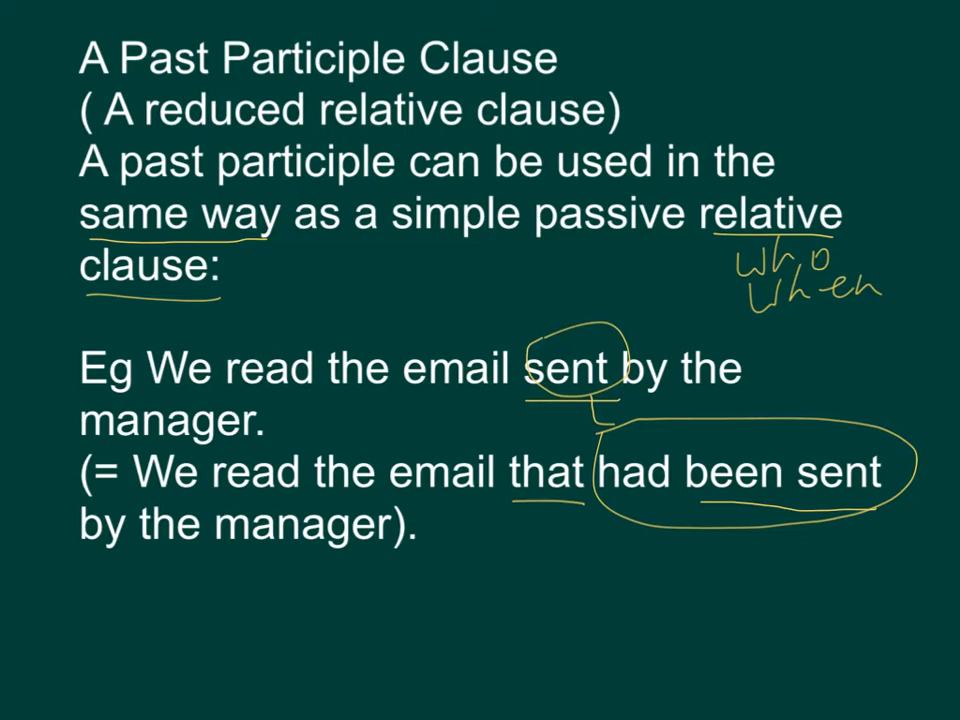 A Past Participle Clause
( A reduced relative clause)
A past participle can be used in the
same way as a simple passive relative
clause:
who
when
Eg We read the email sent by the
manager.
(= We read the email that had been sent
by the manager).